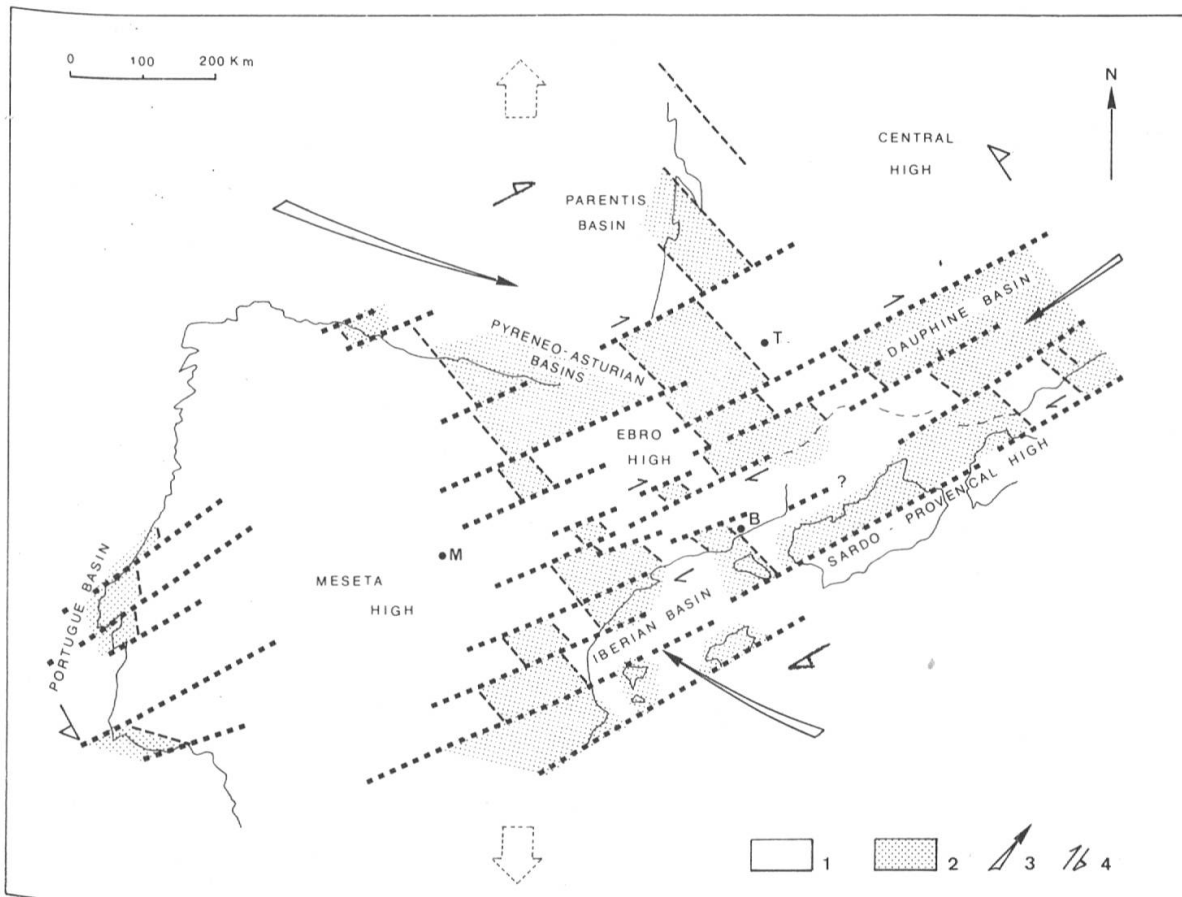 0 100 200 Km
N
CENTRAL
HIGH
PARENTIS
BASIN
DAUPHINE BASIN
PYRENEO-ASTURIAN
BASINS
T
EBRO
HIGH
?
B
SARDO - PROVENCAL HIGH
M
MESETA
HIGH
PORTUGUE BASIN
IBERIAN BASIN
1 2 3 4